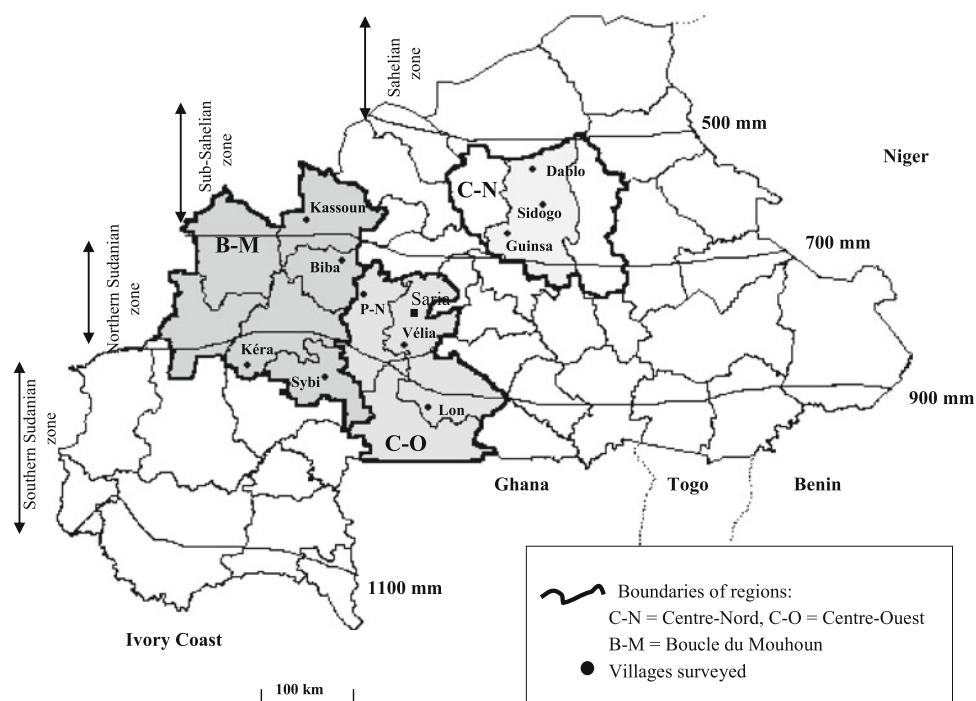 Sahelian
zone
500 mm
Sub-Sahelian
zone
Niger
Dablo
C-N
Sidogo
Kassoun
Guinsa
700 mm
B-M
Biba
Northern Sudanian
zone
P-N
Saria
Vélia
Kéra
Sybi
900 mm
Lon
Southern Sudanian
zone
C-O
Ghana
Togo
Benin
1100 mm
Ivory Coast
100 km
Boundaries of regions:
C-N = Centre-Nord, C-O = Centre-Ouest
B-M = Boucle du Mouhoun
Villages surveyed